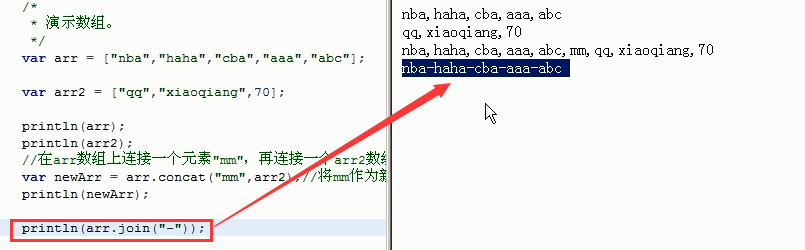 /*
* 演示数组。
*/
var arr = ["nba","haha","cba","aaa","abc"];
var arr2 = ["qq","xiaoqiang",70];
println(arr);
println(arr2);
//在arr数组上连接一个元素"mm"，再连接一个arr2数组
var newArr = arr.concat("mm",arr2);//将mm作为新
println(newArr);
println(arr.join("-"));
nba,haha,cba,aaa,abc
qq,xiaoqiang,70
nba,haha,cba,aaa,abc,mm,qq,xiaoqiang,70
nba-haha-cba-aaa-abc